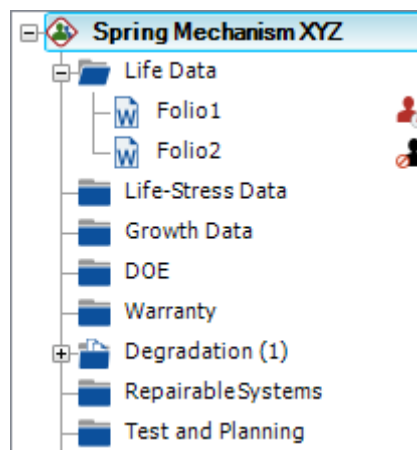 Spring Mechanism XYZ
Life Data
Folio1
Folio2
Life-Stress Data
Growth Data
DOE
Warranty
Degradation (1)
RepairableSystems
Test and Planning